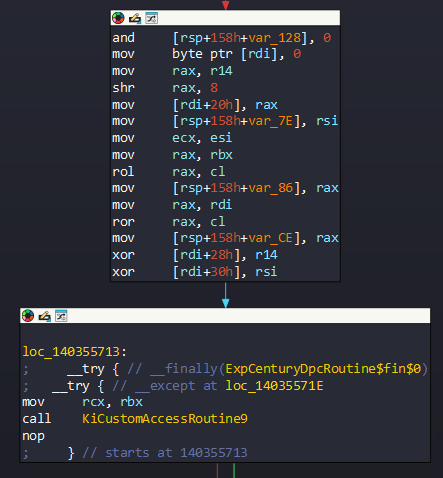 and [rsp+158h+var_128], 0
mov byte ptr [rdi], 0
mov rax, r14
shr rax, 8
mov [rdi+20h], rax
mov [rsp+158h+var_7E], rsi
mov ecx, esi
mov rax, rbx
rol rax, cl
mov [rsp+158h+var_86], rax
mov rax, rdi
ror rax, cl
mov [rsp+158h+var_CE], rax
xor [rdi+28h], r14
xor [rdi+30h], rsi
loc_140355713:
; __try { // __finally(ExpCenturyDpcRoutine$fin$0)
; __try { // __except at loc_14035571E
mov rcx, rbx
call KiCustomAccessRoutine9
nop
; } // starts at 140355713